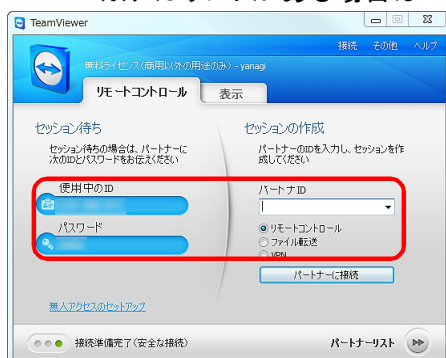 TeamViewer
接続 その他 ヘルプ
無料ライセンス(商用以外の用途のみ) - yanagi
リモートコントロール 表示
セッション待ち
セッション待ちの場合は、パートナーに
次のIDとパスワードをお伝えください
使用中のID
パスワード
無人アクセスのセットアップ
セッションの作成
パートナーのIDを入力し、セッションを作
成してください
パートナID
リモートコントロール
ファイル転送
VPN
パートナーに接続
接続準備完了(安全な接続)
パートナーリスト